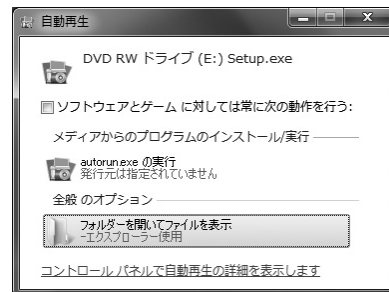 自動再生
DVD RW ドライブ (E:) Setup.exe
ソフトウェアとゲーム に対しては常に次の動作を行う:
メディアからのプログラムのインストール/実行
autorun.exe の実行
発行元は指定されていません
全般 のオプション
フォルダーを開いてファイルを表示
-エクスプローラー使用
コントロール パネルで自動再生の詳細を表示します